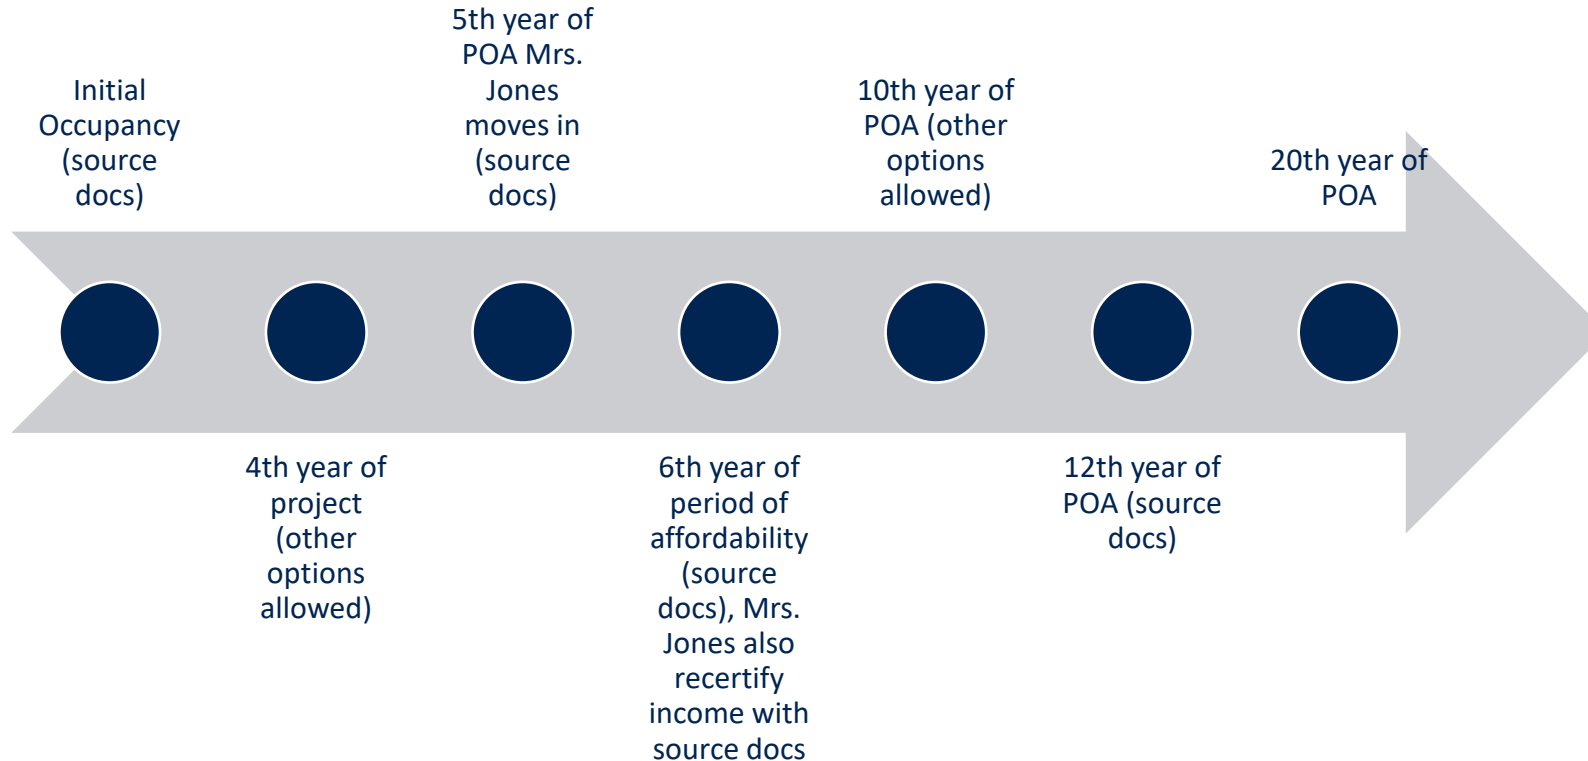 Initial
Occupancy
(source
docs)
4th year of
project
(other
options
allowed)
5th year of
POA Mrs.
Jones
moves in
(source
docs)
6th year of
period of
affordability
(source
docs), Mrs.
Jones also
recertify
income with
source docs
10th year of
POA (other
options
allowed)
12th year of
POA (source
docs)
20th year of
POA